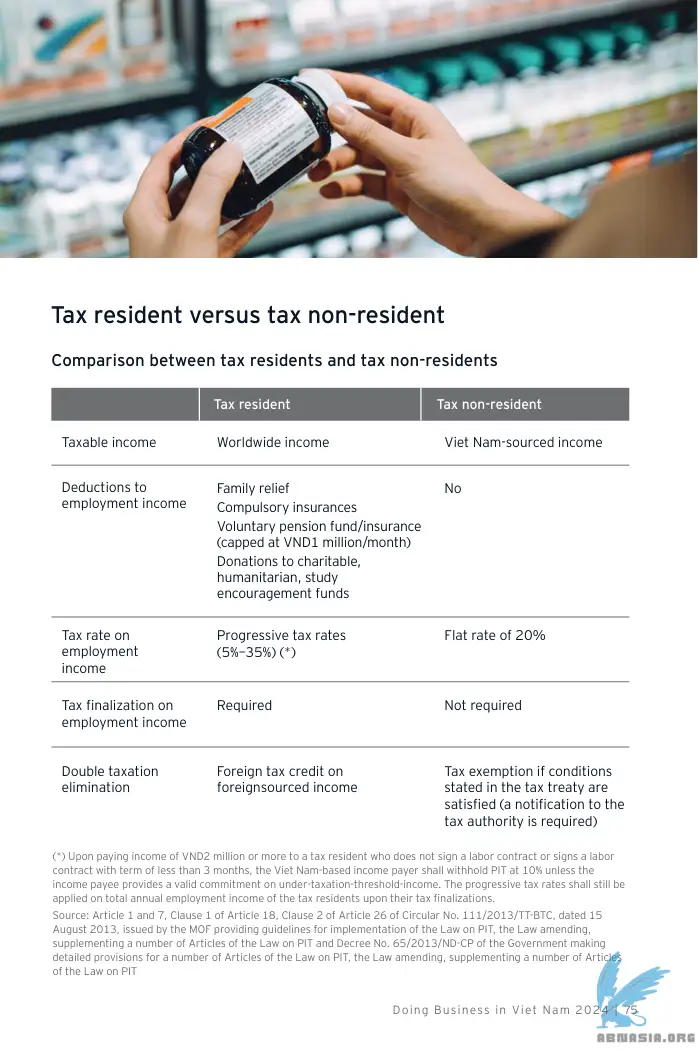 Tax resident versus tax non-resident
Comparison between tax residents and tax non-residents
Tax resident
Tax non-resident
Taxable income
Worldwide income
Viet Nam-sourced income
Deductions to
employment income
Family relief
Compulsory insurances
Voluntary pension fund/insurance
(capped at VND1 million/month)
Donations to charitable,
humanitarian, study
encouragement funds
No
Tax rate on
employment
income
Progressive tax rates
(5%–35%) (*)
Flat rate of 20%
Tax finalization on
employment income
Required
Not required
Double taxation
elimination
Foreign tax credit on
foreignsourced income
Tax exemption if conditions
stated in the tax treaty are
satisfied (a notification to the
tax authority is required)
(*) Upon paying income of VND2 million or more to a tax resident who does not sign a labor contract or signs a labor
contract with term of less than 3 months, the Viet Nam-based income payer shall withhold PIT at 10% unless the
income payee provides a valid commitment on under-taxation-threshold-income. The progressive tax rates shall still be
applied on total annual employment income of the tax residents upon their tax finalizations.
Source: Article 1 and 7, Clause 1 of Article 18, Clause 2 of Article 26 of Circular No. 111/2013/TT-BTC, dated 15
August 2013, issued by the MOF providing guidelines for implementation of the Law on PIT, the Law amending,
supplementing a number of Articles of the Law on PIT and Decree No. 65/2013/ND-CP of the Government making
detailed provisions for a number of Articles of the Law on PIT, the Law amending, supplementing a number of Articles
of the Law on PIT
Doing Business in Viet Nam 2024 | 75
ABNASIA.ORG